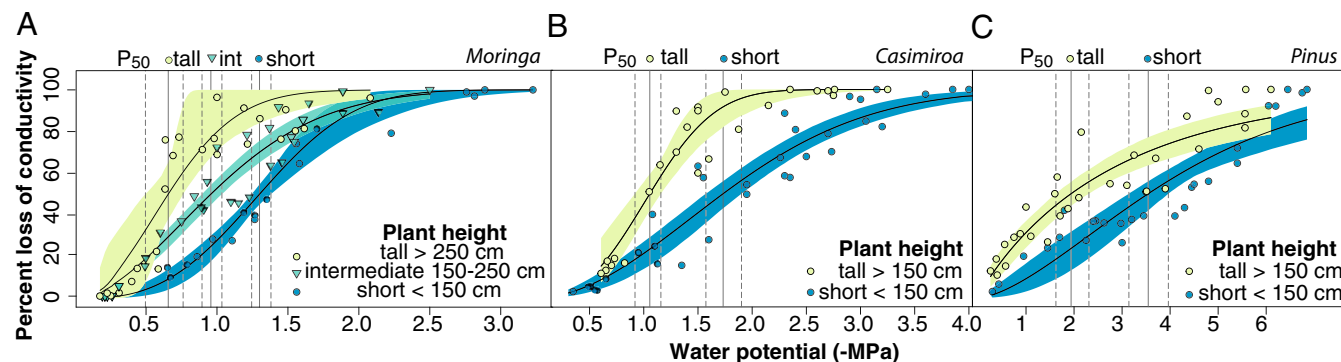 A
B
C
P50 tall int short Moringa
P50 tall short Casimiroa
P50 tall short Pinus
Percent loss of conductivity
100
80
60
40
20
0
Plant height
tall > 250 cm
intermediate 150-250 cm
short < 150 cm
Plant height
tall > 150 cm
short < 150 cm
Plant height
tall > 150 cm
short < 150 cm
0.5 1.0 1.5 2.0 2.5 3.0
0.5 1.0 1.5 2.0 2.5 3.0 3.5 4.0
1 2 3 4 5 6
Water potential (-MPa)